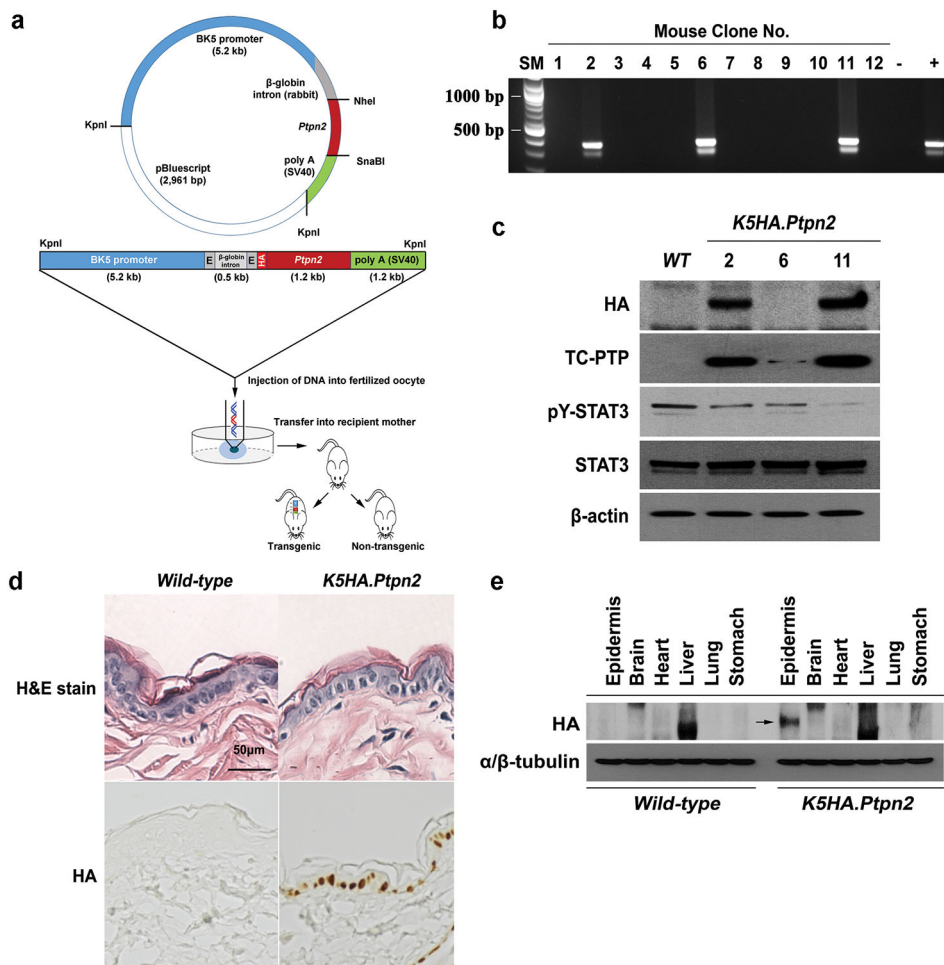 a
BK5 promoter
(5.2 kb)
β-globin
intron (rabbit)
NheI
KpnI
Ptpn2
poly A
(SV40)
SnaBI
pBluescript
(2,961 bp)
KpnI
KpnI
KpnI
BK5 promoter
E
β-globin
intron
E
HA
Ptpn2
poly A (SV40)
(5.2 kb)
(0.5 kb)
(1.2 kb)
(1.2 kb)
Injection of DNA into fertilized oocyte
Transfer into recipient mother
Transgenic
Non-transgenic
b
Mouse Clone No.
SM 1 2 3 4 5 6 7 8 9 10 11 12 - +
1000 bp
500 bp
c
K5HA.Ptpn2
WT 2 6 11
HA
TC-PTP
pY-STAT3
STAT3
β-actin
d
Wild-type
K5HA.Ptpn2
H&E stain
50μm
HA
e
Epidermis
Brain
Heart
Liver
Lung
Stomach
Epidermis
Brain
Heart
Liver
Lung
Stomach
HA
α/β-tubulin
Wild-type
K5HA.Ptpn2